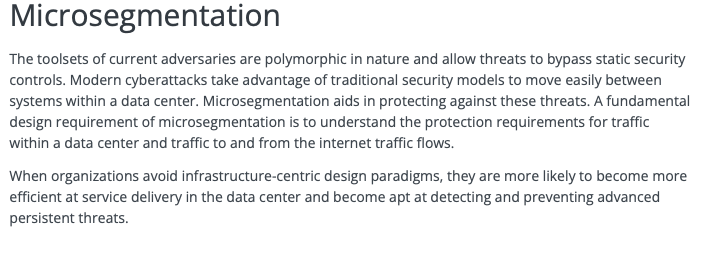 Microsegmentation
The toolsets of current adversaries are polymorphic in nature and allow threats to bypass static security
controls. Modern cyberattacks take advantage of traditional security models to move easily between
systems within a data center. Microsegmentation aids in protecting against these threats. A fundamental
design requirement of microsegmentation is to understand the protection requirements for traffic
within a data center and traffic to and from the internet traffic flows.
When organizations avoid infrastructure-centric design paradigms, they are more likely to become more
efficient at service delivery in the data center and become apt at detecting and preventing advanced
persistent threats.